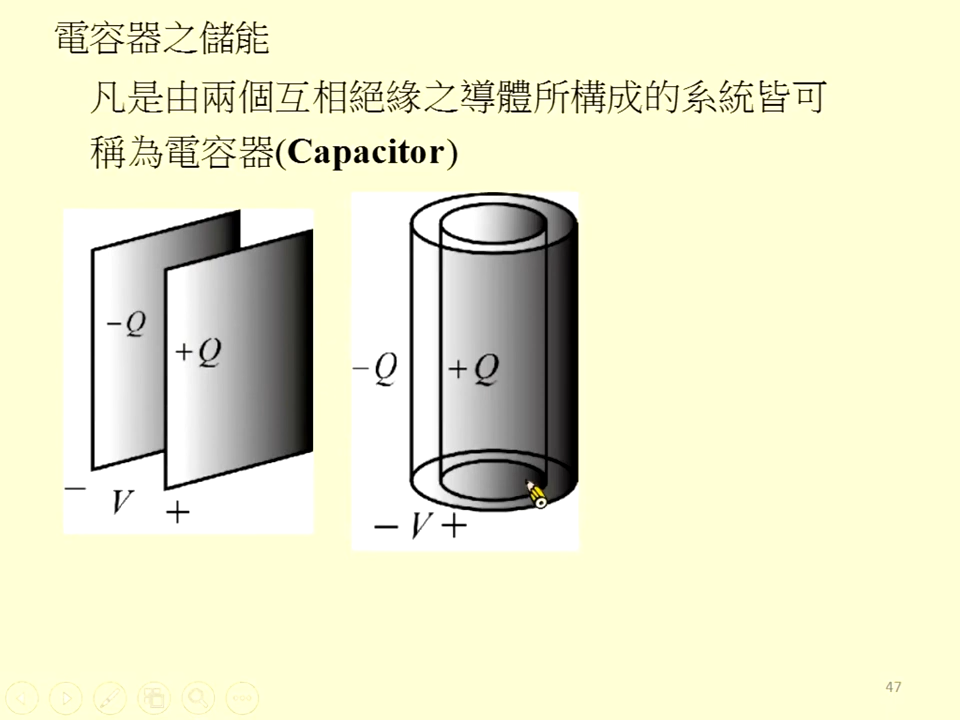 電容器之儲能
凡是由兩個互相絕緣之導體所構成的系統皆可
稱為電容器(Capacitor)
−Q
+Q
− V +
−Q
+Q
− V +
47